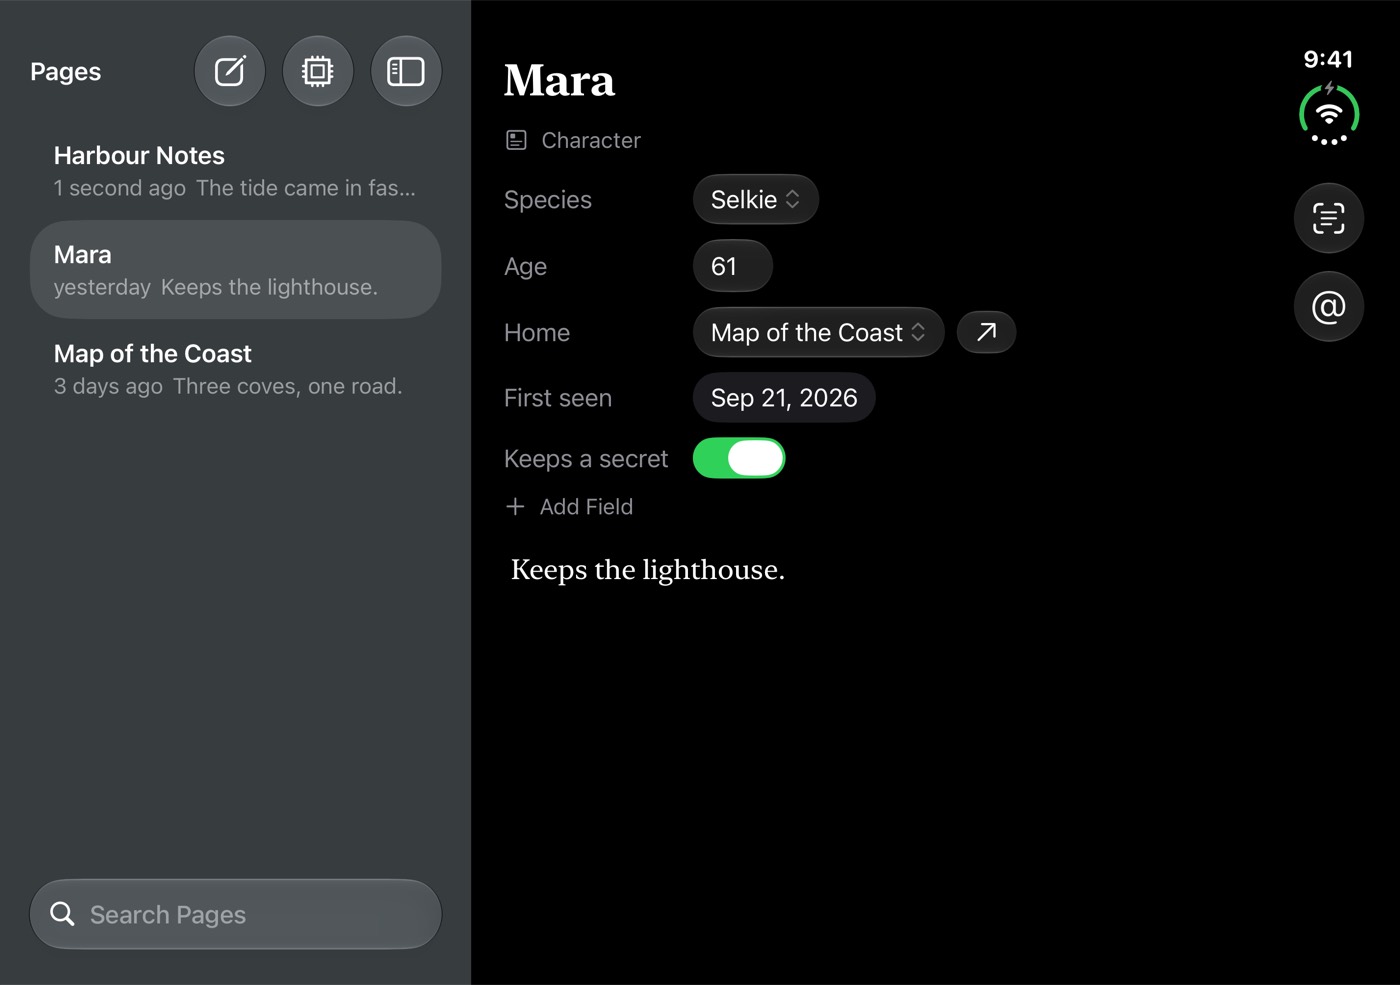 Pages
Harbour Notes
1 second ago The tide came in fas...
Mara
yesterday Keeps the lighthouse.
Map of the Coast
3 days ago Three coves, one road.
Search Pages
Mara
Character
Species Selkie
Age 61
Home Map of the Coast
First seen Sep 21, 2026
Keeps a secret
+ Add Field
Keeps the lighthouse.
9:41
@